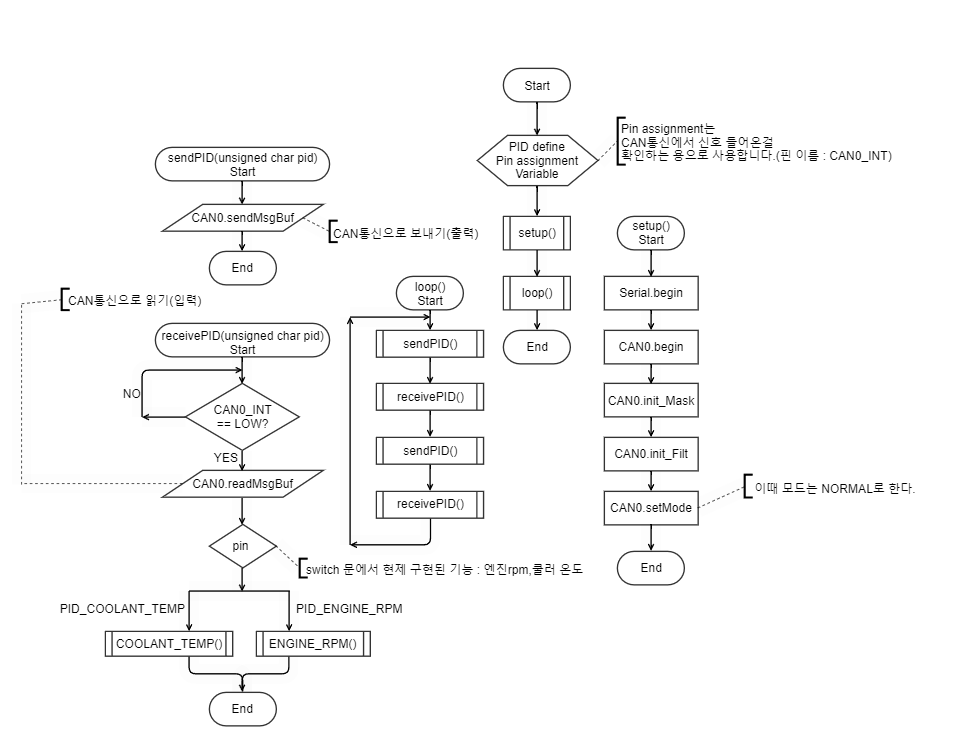 Start
PID define
Pin assignment
Variable
Pin assignment는
CAN통신에서 신호 들어온걸
확인하는 용으로 사용합니다.(핀 이름 : CAN0_INT)
setup()
loop()
End
sendPID(unsigned char pid)
Start
CAN0.sendMsgBuf
CAN통신으로 보내기(출력)
End
CAN통신으로 읽기(입력)
receivePID(unsigned char pid)
Start
NO
CAN0_INT
== LOW?
YES
CAN0.readMsgBuf
pin
switch 문에서 현제 구현된 기능 : 엔진rpm,쿨러 온도
PID_COOLANT_TEMP
PID_ENGINE_RPM
COOLANT_TEMP()
ENGINE_RPM()
End
loop()
Start
sendPID()
receivePID()
sendPID()
receivePID()
setup()
Start
Serial.begin
CAN0.begin
CAN0.init_Mask
CAN0.init_Filt
CAN0.setMode
이때 모드는 NORMAL로 한다.
End